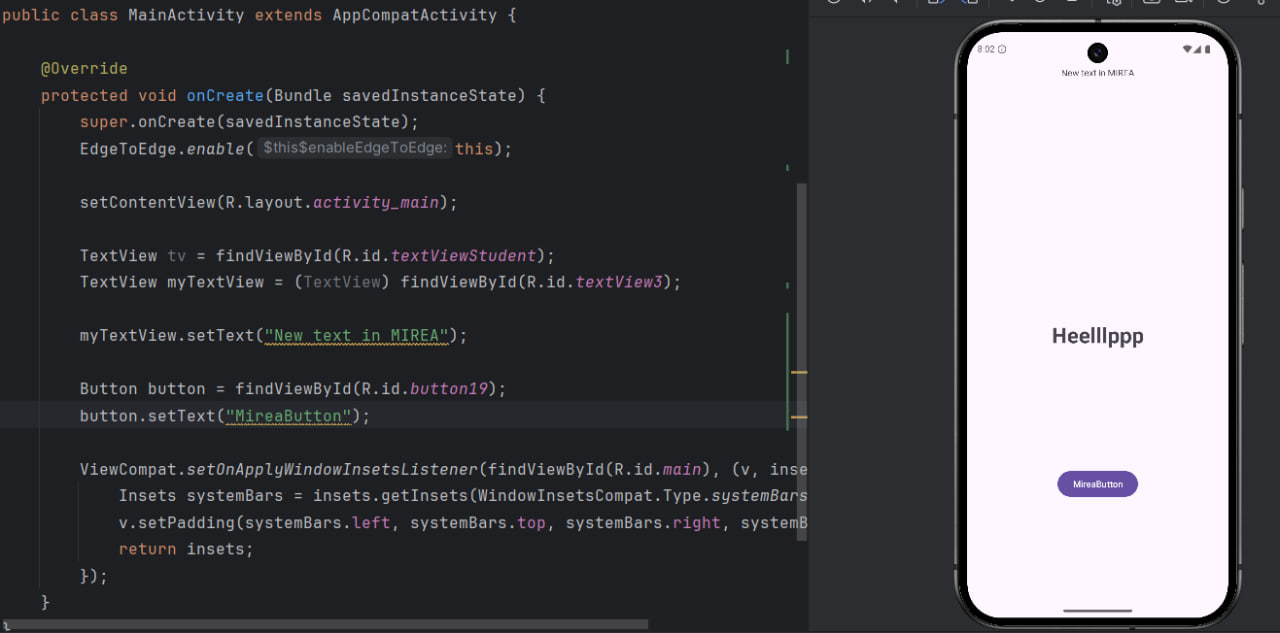 public class MainActivity extends AppCompatActivity {
@Override
protected void onCreate(Bundle savedInstanceState) {
super.onCreate(savedInstanceState);
EdgeToEdge.enable( $this$enableEdgeToEdge: this);
setContentView(R.layout.activity_main);
TextView tv = findViewById(R.id.textViewStudent);
TextView myTextView = (TextView) findViewById(R.id.textView3);
myTextView.setText("New text in MIREA");
Button button = findViewById(R.id.button19);
button.setText("MireaButton");
ViewCompat.setOnApplyWindowInsetsListener(findViewById(R.id.main), (v, inse
Insets systemBars = insets.getInsets(WindowInsetsCompat.Type.systemBars
v.setPadding(systemBars.left, systemBars.top, systemBars.right, systemB
return insets;
});
}
8:02
New text in MIREA
Heelllppp
MireaButton